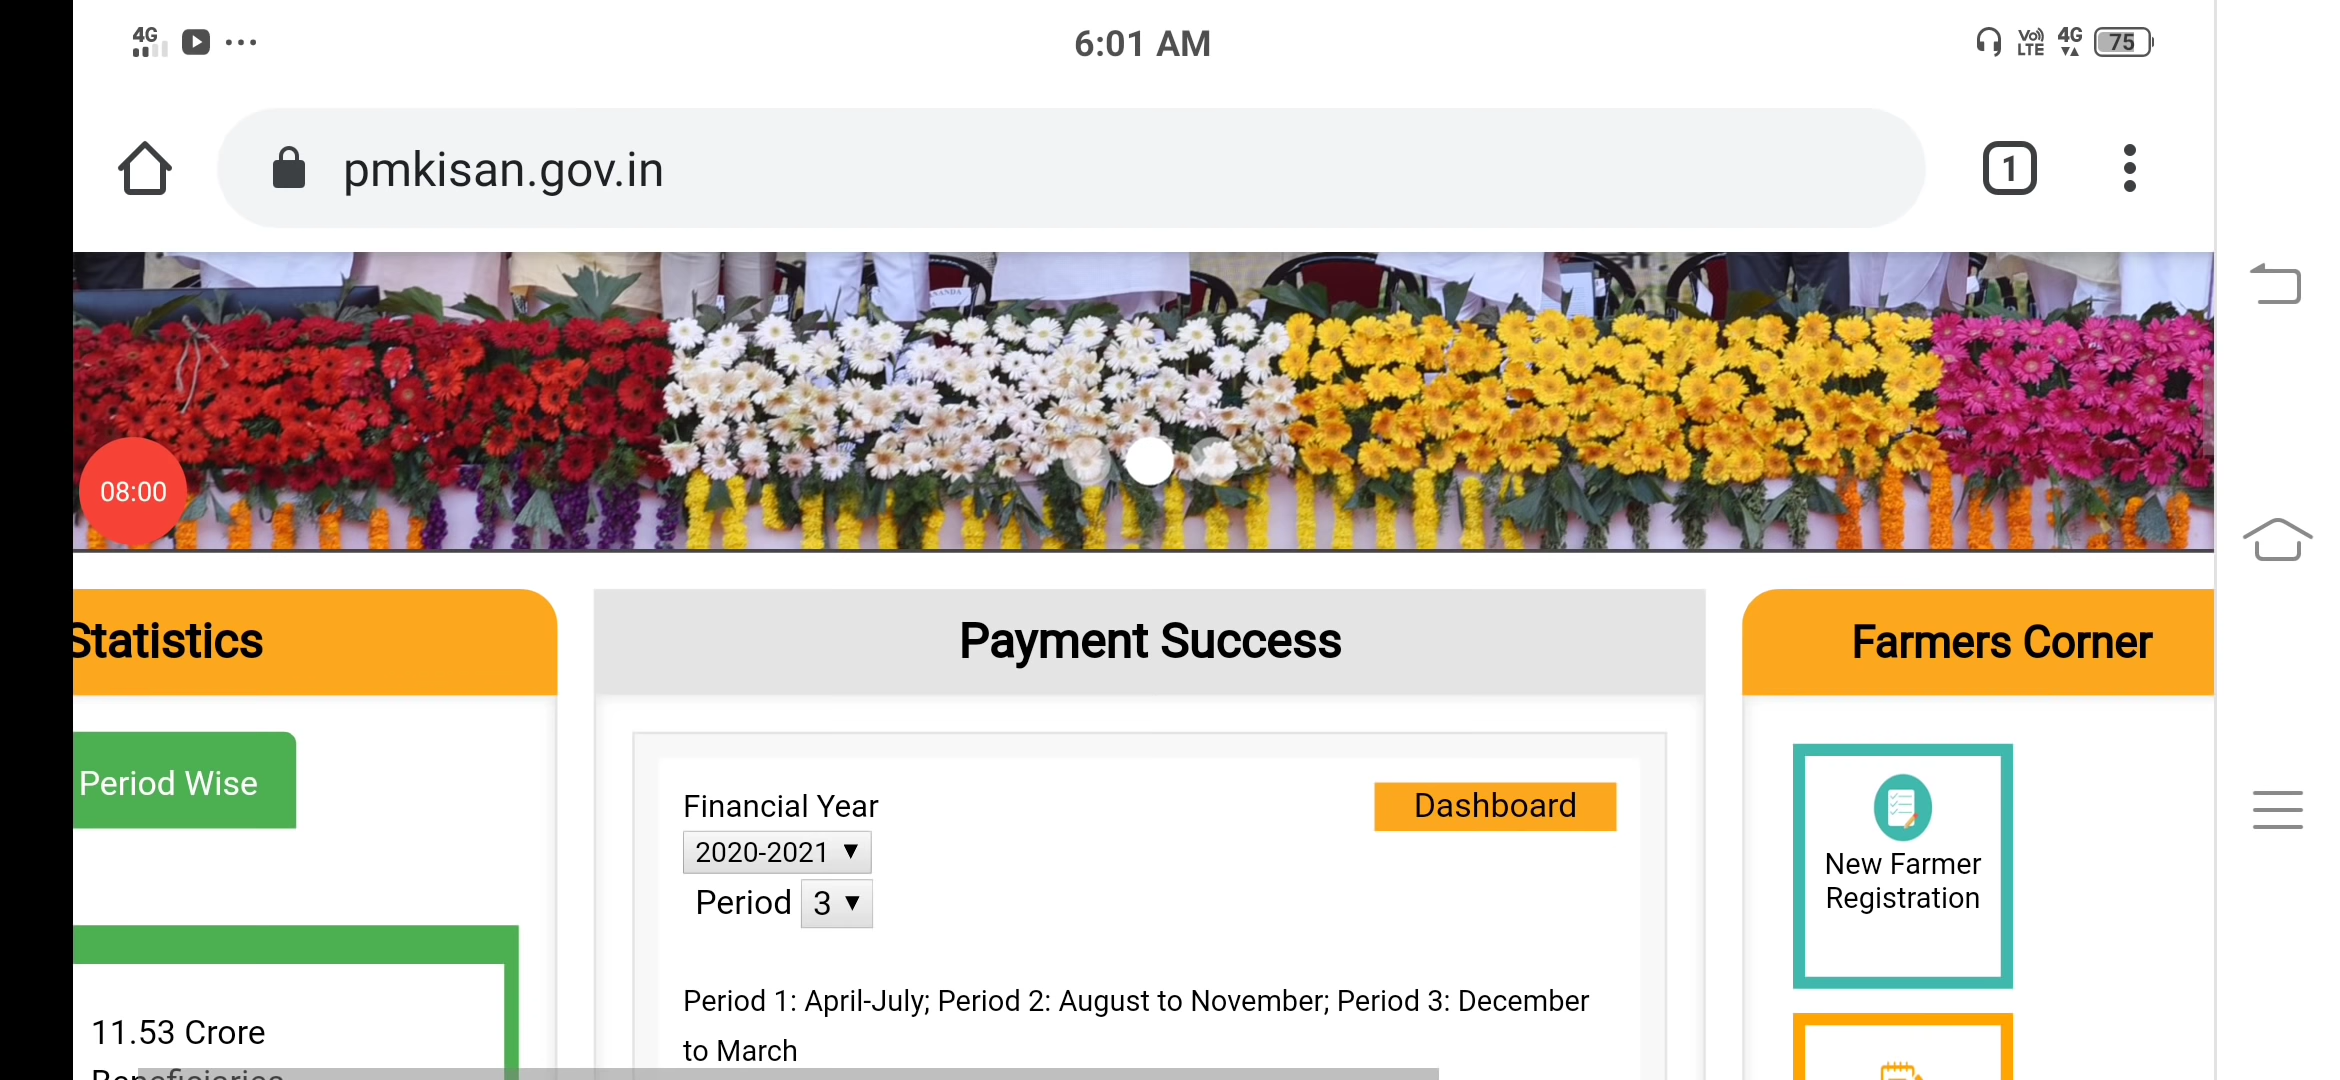 4G
6:01 AM
Vo)) LTE
4G
75
pmkisan.gov.in
1
08:00
Statistics
Payment Success
Farmers Corner
Period Wise
Financial Year
Dashboard
2020-2021
Period 3
New Farmer
Registration
Period 1: April-July; Period 2: August to November; Period 3: December
to March
11.53 Crore
Beneficiaries